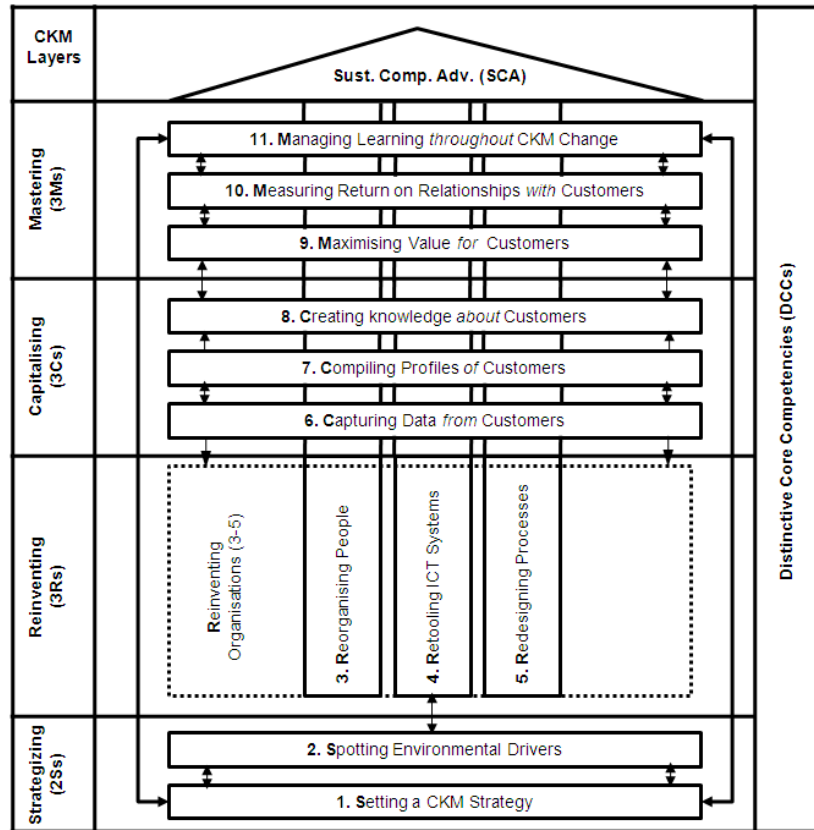 CKM
Layers
Sust. Comp. Adv. (SCA)
Mastering
(3Ms)
11. Managing Learning throughout CKM Change
10. Measuring Return on Relationships with Customers
9. Maximising Value for Customers
Capitalising
(3Cs)
8. Creating knowledge about Customers
7. Compiling Profiles of Customers
6. Capturing Data from Customers
Reinventing
(3Rs)
Reinventing
Organisations (3-5)
3. Reorganising People
4. Retooling ICT Systems
5. Redesigning Processes
Strategizing
(2Ss)
2. Spotting Environmental Drivers
1. Setting a CKM Strategy
Distinctive Core Competencies (DCCs)